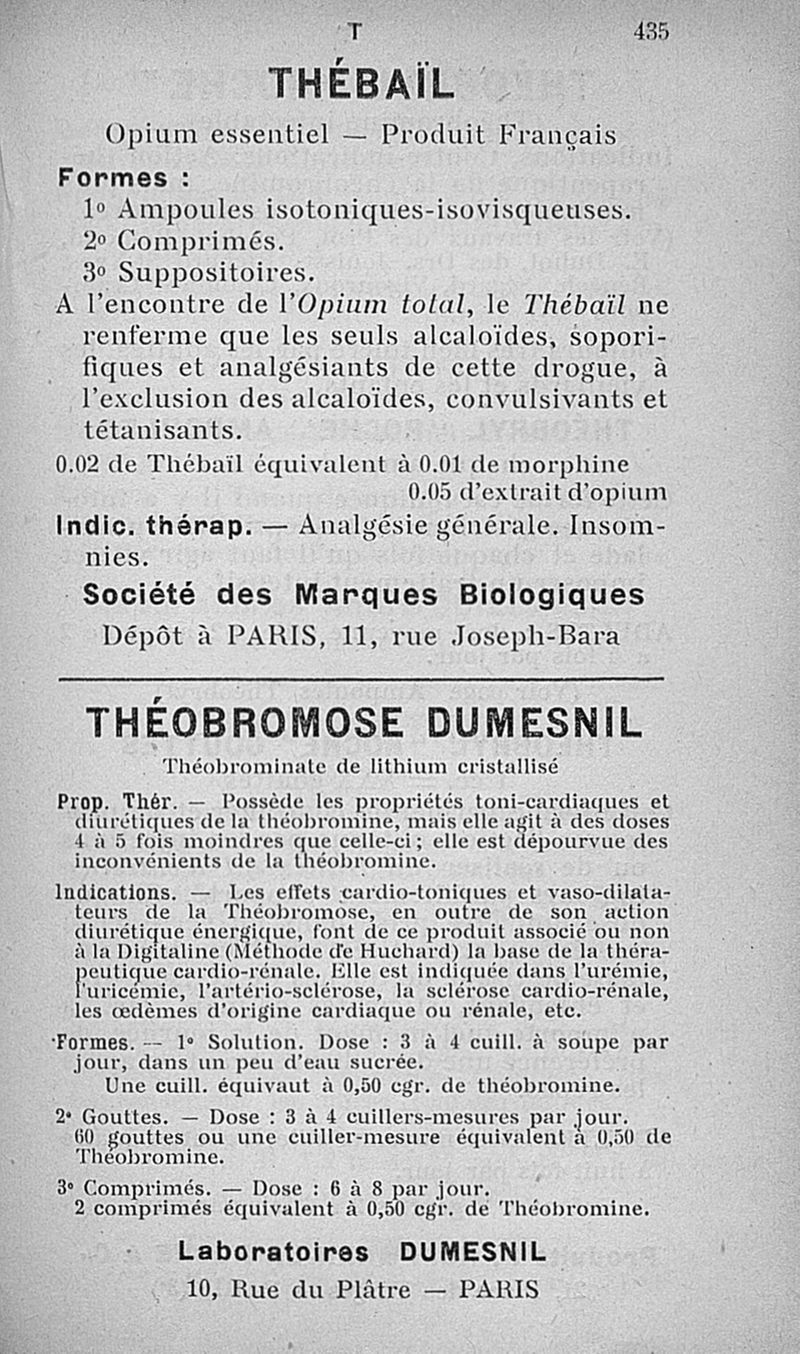 T 435
THÉBAÏL
Opium essentiel — Produit Français
Formes :
1º Ampoules isotoniques-isovisqueuses.
2º Comprimés.
3º Suppositoires.
A l'encontre de l'Opium total, le Thébaïl ne
renferme que les seuls alcaloïdes, sopori-
fiques et analgésiants de cette drogue, à
l'exclusion des alcaloïdes, convulsivants et
tétanisants.
0.02 de Thébaïl équivalent à 0.01 de morphine
0.05 d'extrait d'opium
Indic. thérap. — Analgésie générale. Insom-
nies.
Société des Marques Biologiques
Dépôt à PARIS, 11, rue Joseph-Bara
THÉOBROMOSE DUMESNIL
Théobrominate de lithium cristallisé
Prop. Thér. — Possède les propriétés toni-cardiaques et
diurétiques de la théobromine, mais elle agit à des doses
4 à 5 fois moindres que celle-ci ; elle est dépourvue des
inconvénients de la théobromine.
Indications. — Les effets cardio-toniques et vaso-dilata-
teurs de la Théobromose, en outre de son action
diurétique énergique, font de ce produit associé ou non
à la Digitaline (Méthode de Huchard) la base de la théra-
peutique cardio-rénale. Elle est indiquée dans l'urémie,
l'uricémie, l'artério-sclérose, la sclérose cardio-rénale,
les œdèmes d'origine cardiaque ou rénale, etc.
Formes. — 1º Solution. Dose : 3 à 4 cuill. à soupe par
jour, dans un peu d'eau sucrée.
Une cuill. équivaut à 0,50 cgr. de théobromine.
2º Gouttes. — Dose : 3 à 4 cuillers-mesures par jour.
60 gouttes ou une cuiller-mesure équivalent à 0,50 de
Théobromine.
3º Comprimés. — Dose : 6 à 8 par jour.
2 comprimés équivalent à 0,50 cgr. de Théobromine.
Laboratoires DUMESNIL
10, Rue du Plâtre — PARIS